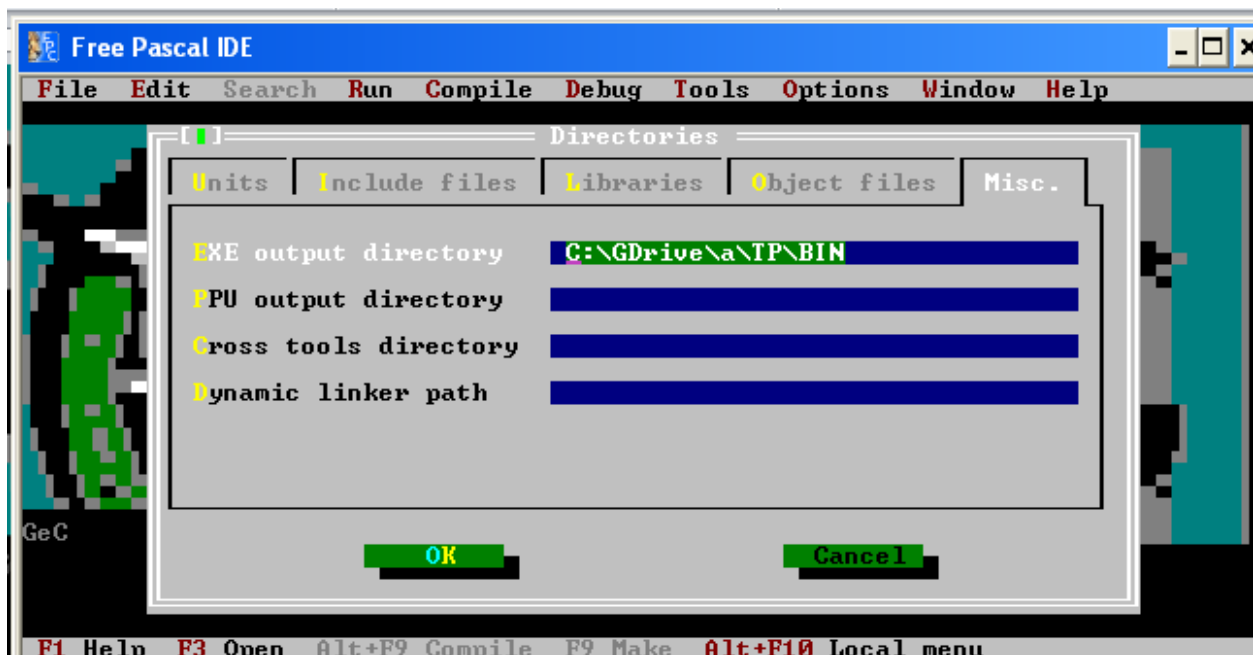 Free Pascal IDE
File Edit Search Run Compile Debug Tools Options Window Help
Directories
Units Include files Libraries Object files Misc.
EXE output directory C:\GDrive\a\TP\BIN
PPU output directory
Cross tools directory
Dynamic linker path
GeC
OK Cancel
F1 Help F3 Open Alt+F9 Compile F9 Make Alt+F10 Local menu